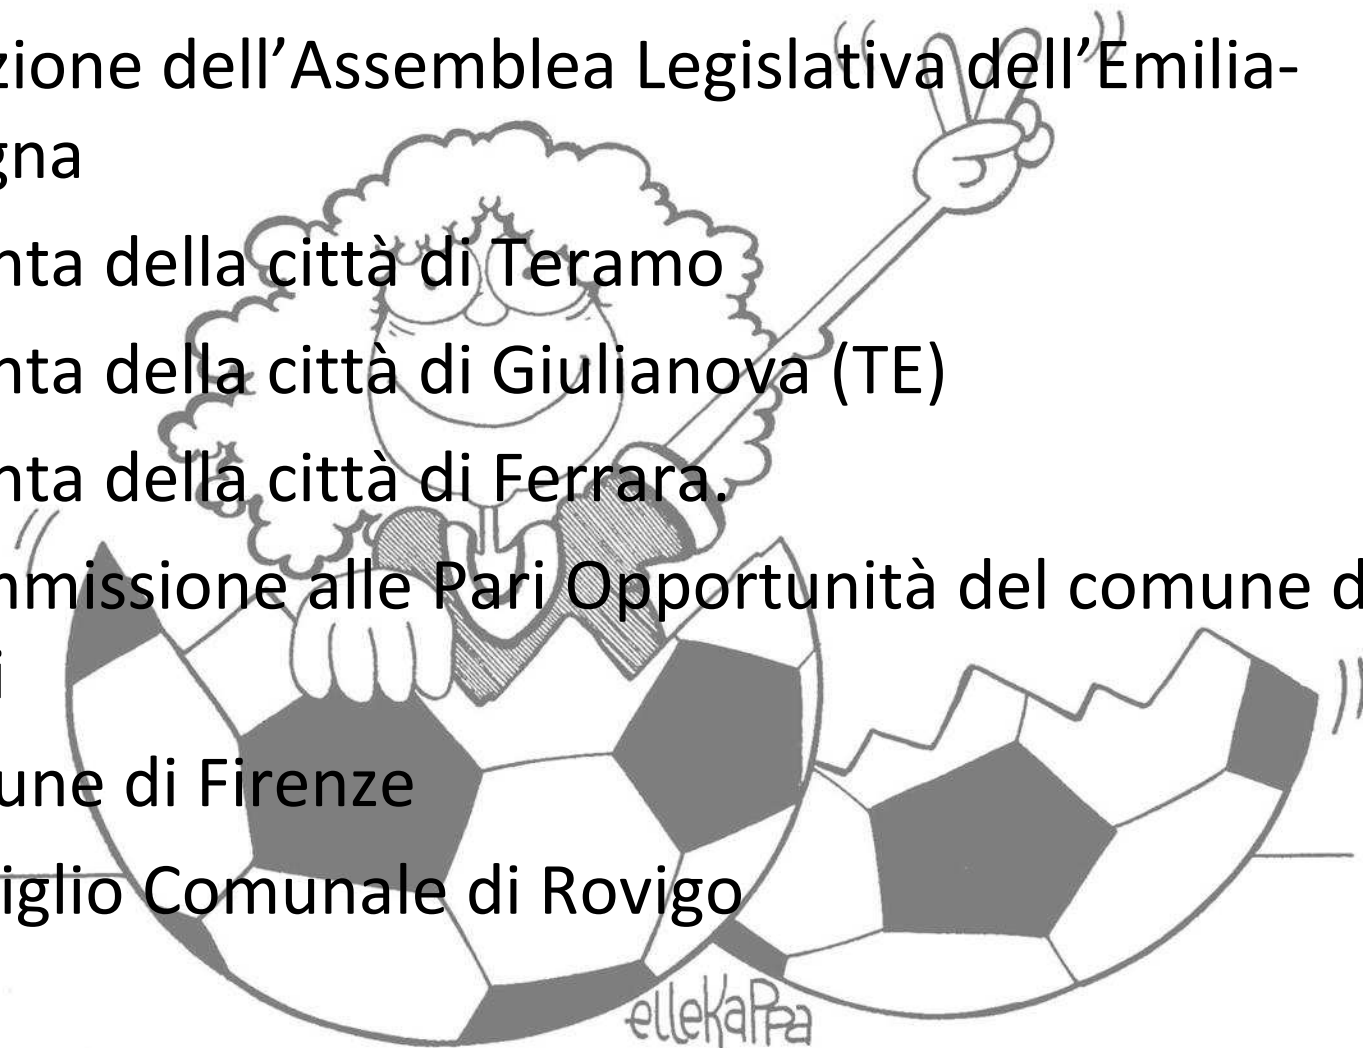 zione dell’Assemblea Legislativa dell’Emilia-
gna
nta della città di Teramo
nta della città di Giulianova (TE)
nta della città di Ferrara.
mmissione alle Pari Opportunità del comune d
i
une di Firenze
iglio Comunale di Rovigo
elleKaPPa